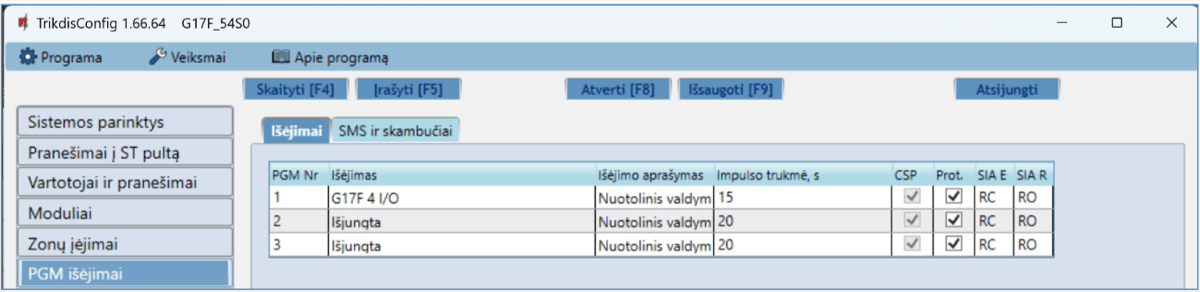 TrikdisConfig 1.66.64 G17F_54S0
Programa Veiksmai Apie programą
Skaityti [F4] Įrašyti [F5] Atverti [F8] Išsaugoti [F9] Atsijungti
Sistemos parinktys
Pranešimai į ST pultą
Vartotojai ir pranešimai
Moduliai
Zonų įėjimai
PGM išėjimai
Išėjimai SMS ir skambučiai
PGM Nr Išėjimas Išėjimo aprašymas Impulso trukmė, s CSP Prot. SIA E SIA R
1 G17F 4 I/O Nuotolinis valdym 15 RC RO
2 Išjungta Nuotolinis valdym 20 RC RO
3 Išjungta Nuotolinis valdym 20 RC RO